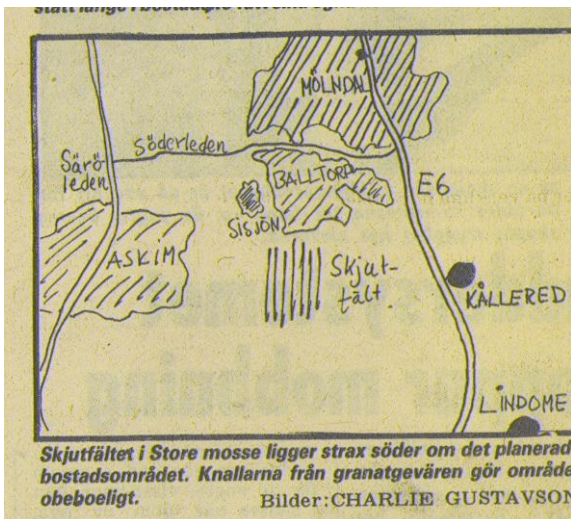 MÖLNDAL
Söderleden
Särö-
leden
BALLTORP
E6
SISJÖN
ASKIM
Skjut-
fält
KÅLLERED
LINDOME
Skjutfältet i Store mosse ligger strax söder om det planerad
bostadsområdet. Knallarna från granatgevären gör område
obeboeligt. Bilder:CHARLIE GUSTAVSON